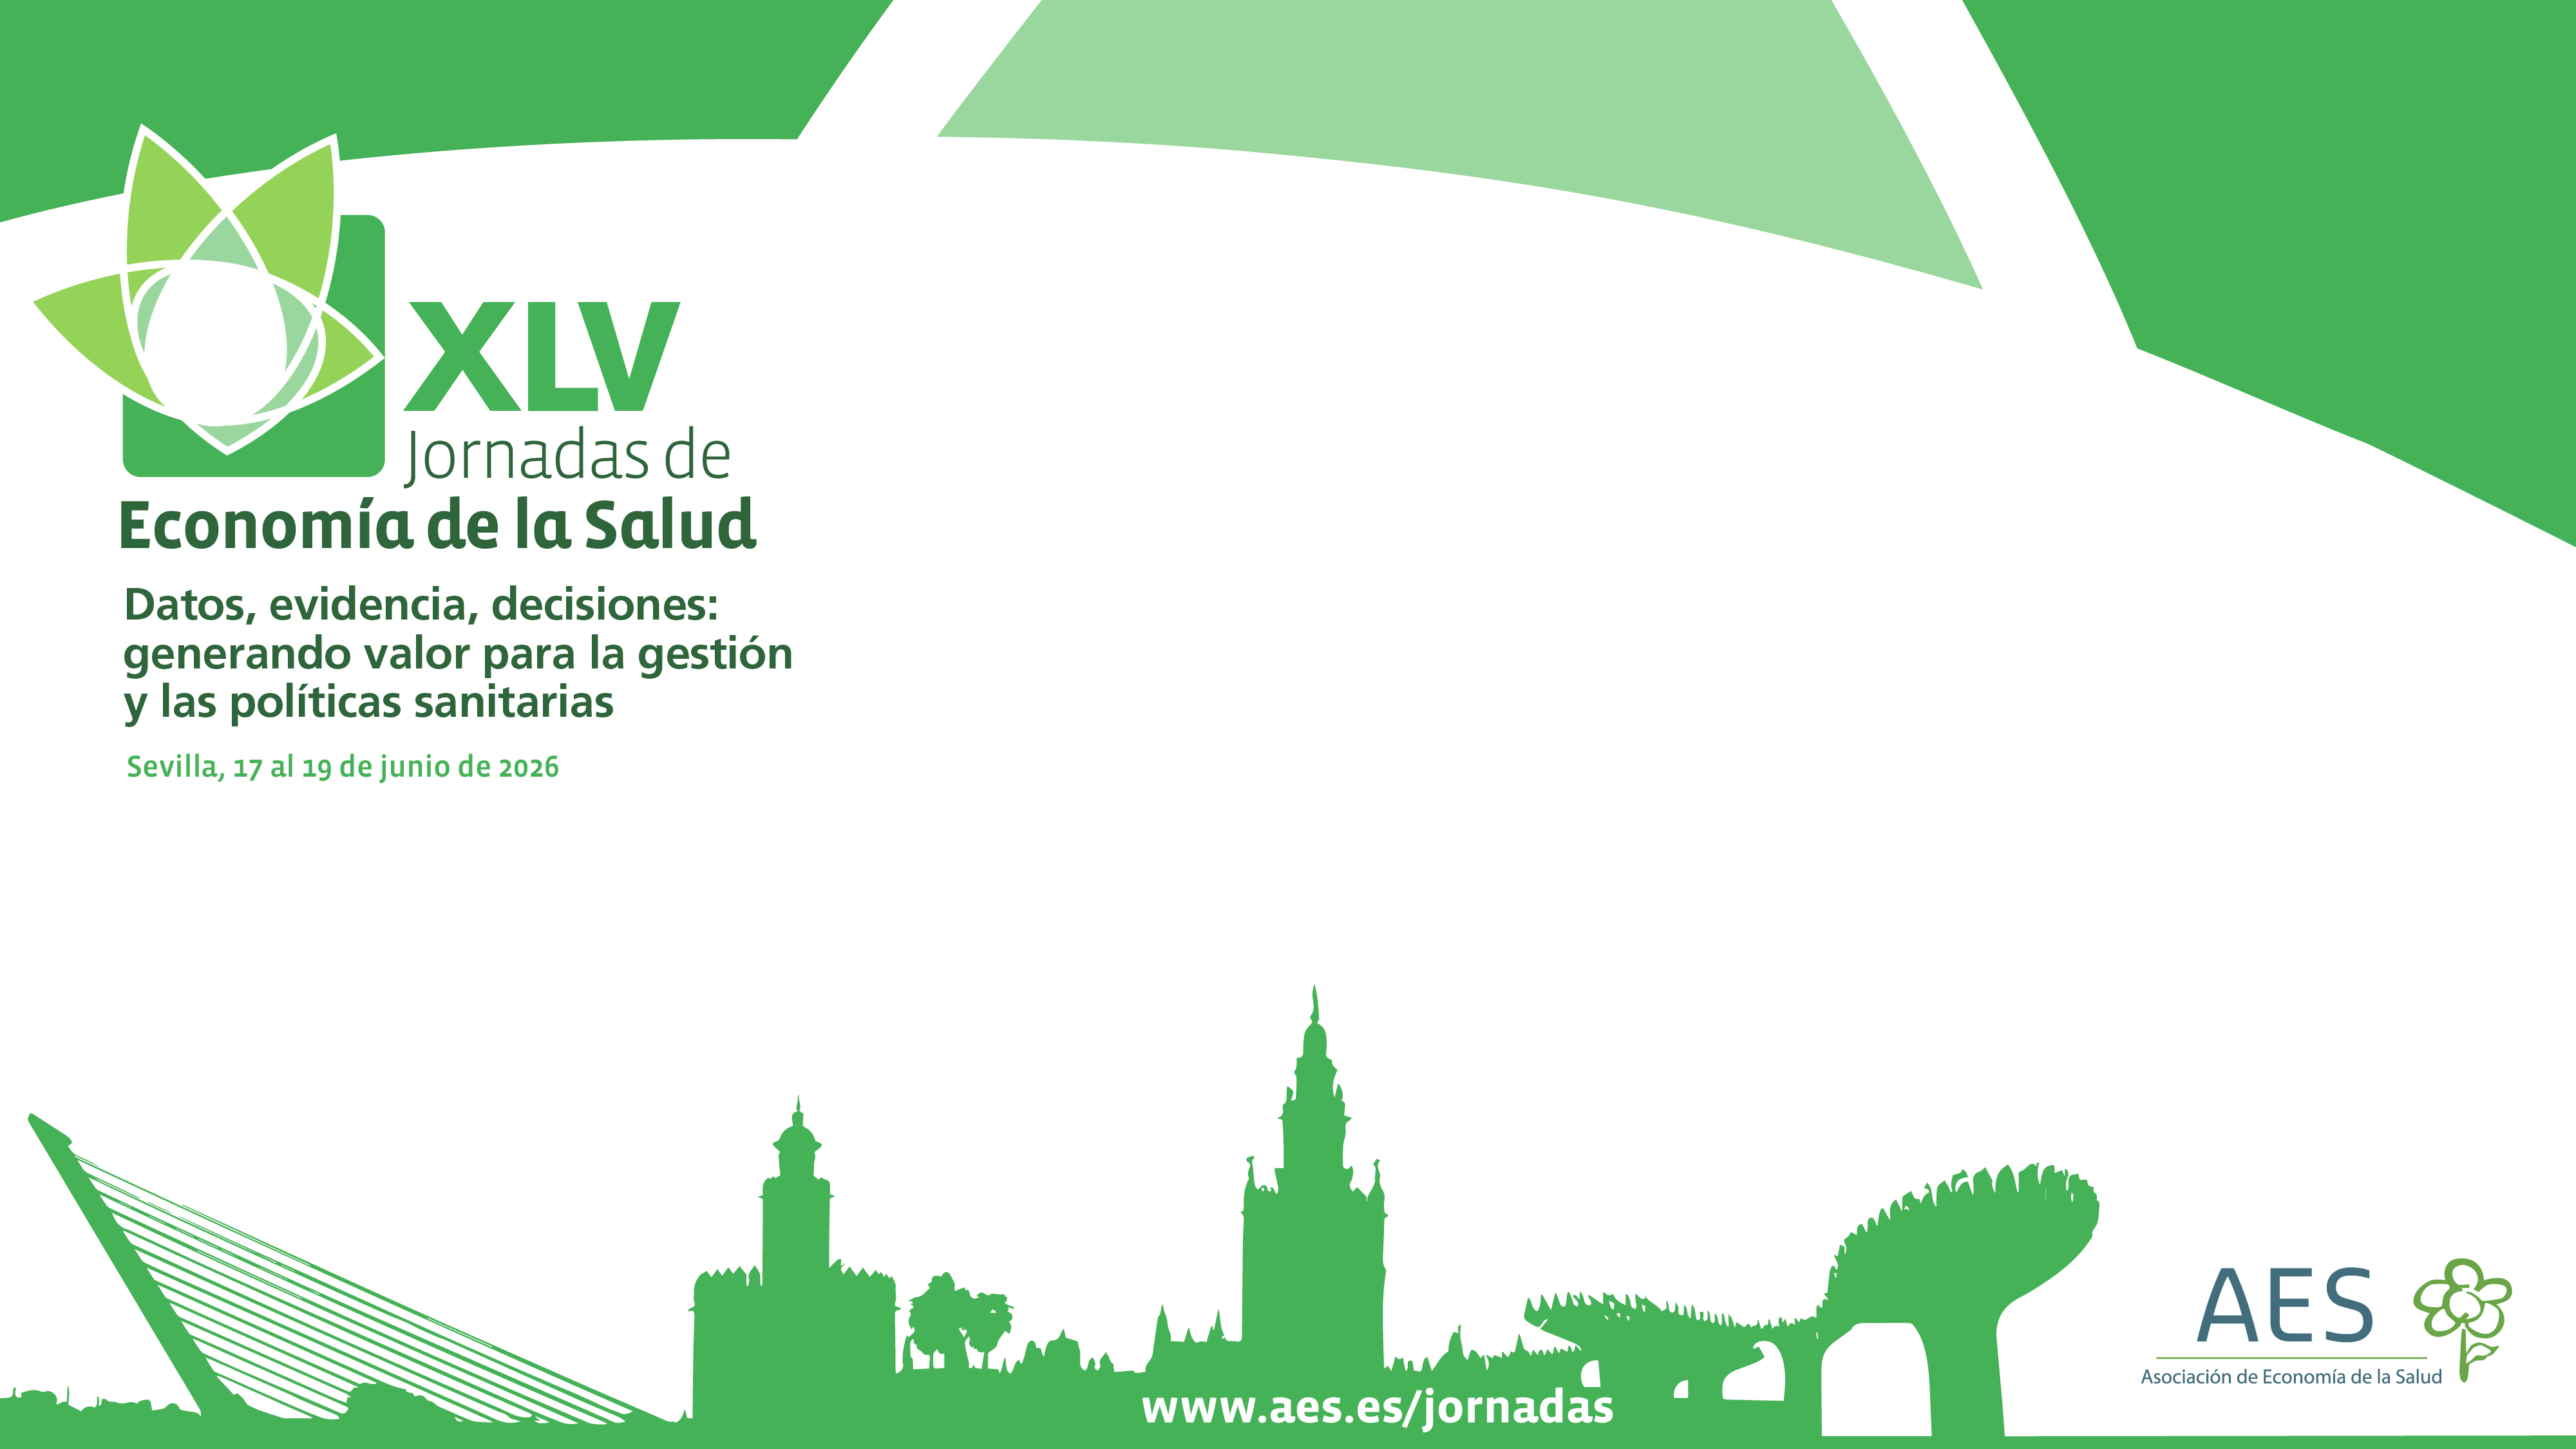 XLV
Jornadas de
Economía de la Salud
Datos, evidencia, decisiones:
generando valor para la gestión
y las políticas sanitarias
Sevilla, 17 al 19 de junio de 2026
www.aes.es/jornadas
AES
Asociación de Economía de la Salud